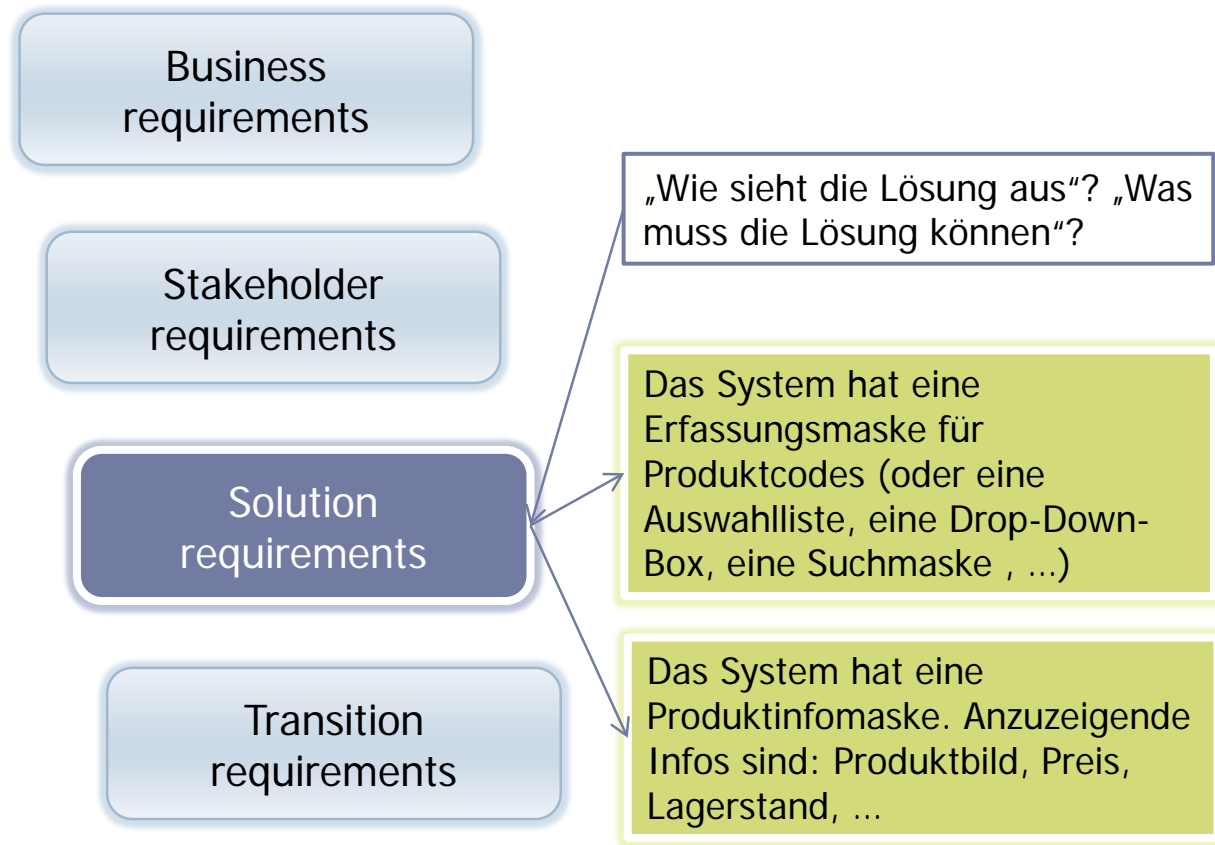 Business
requirements
„Wie sieht die Lösung aus“? „Was
muss die Lösung können“?
Stakeholder
requirements
Das System hat eine
Erfassungsmaske für
Produktcodes (oder eine
Auswahlliste, eine Drop-Down-
Box, eine Suchmaske , ...)
Solution
requirements
Das System hat eine
Produktinfomaske. Anzuzeigende
Infos sind: Produktbild, Preis,
Lagerstand, ...
Transition
requirements